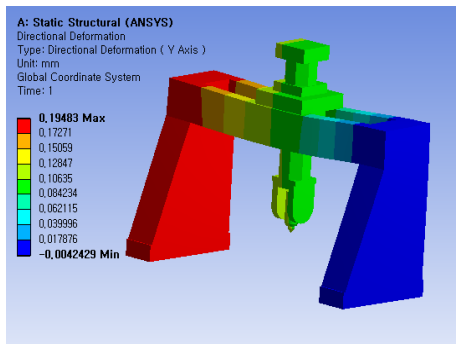 A: Static Structural (ANSYS)
Directional Deformation
Type: Directional Deformation ( Y Axis )
Unit: mm
Global Coordinate System
Time: 1
0,19483 Max
0,17271
0,15059
0,12847
0,10635
0,084234
0,062115
0,039996
0,017876
-0,0042429 Min